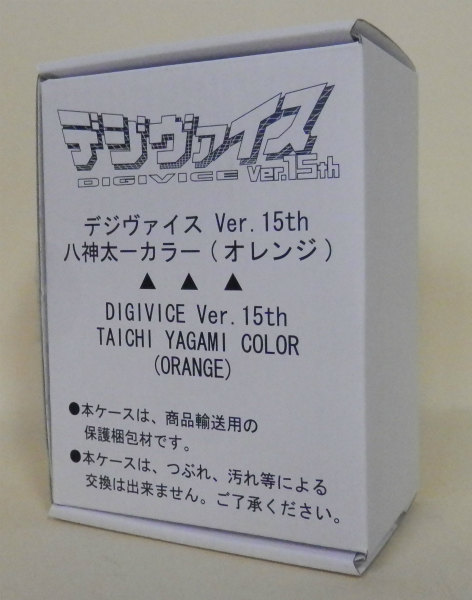 デジヴァイス
DIGIVICE Ver.15th
デジヴァイス Ver.15th
八神太一カラー(オレンジ)
▲ ▲ ▲
DIGIVICE Ver.15th
TAICHI YAGAMI COLOR
(ORANGE)
●本ケースは、商品輸送用の
保護梱包材です。
●本ケースは、つぶれ、汚れ等による
交換は出来ません。ご了承ください。